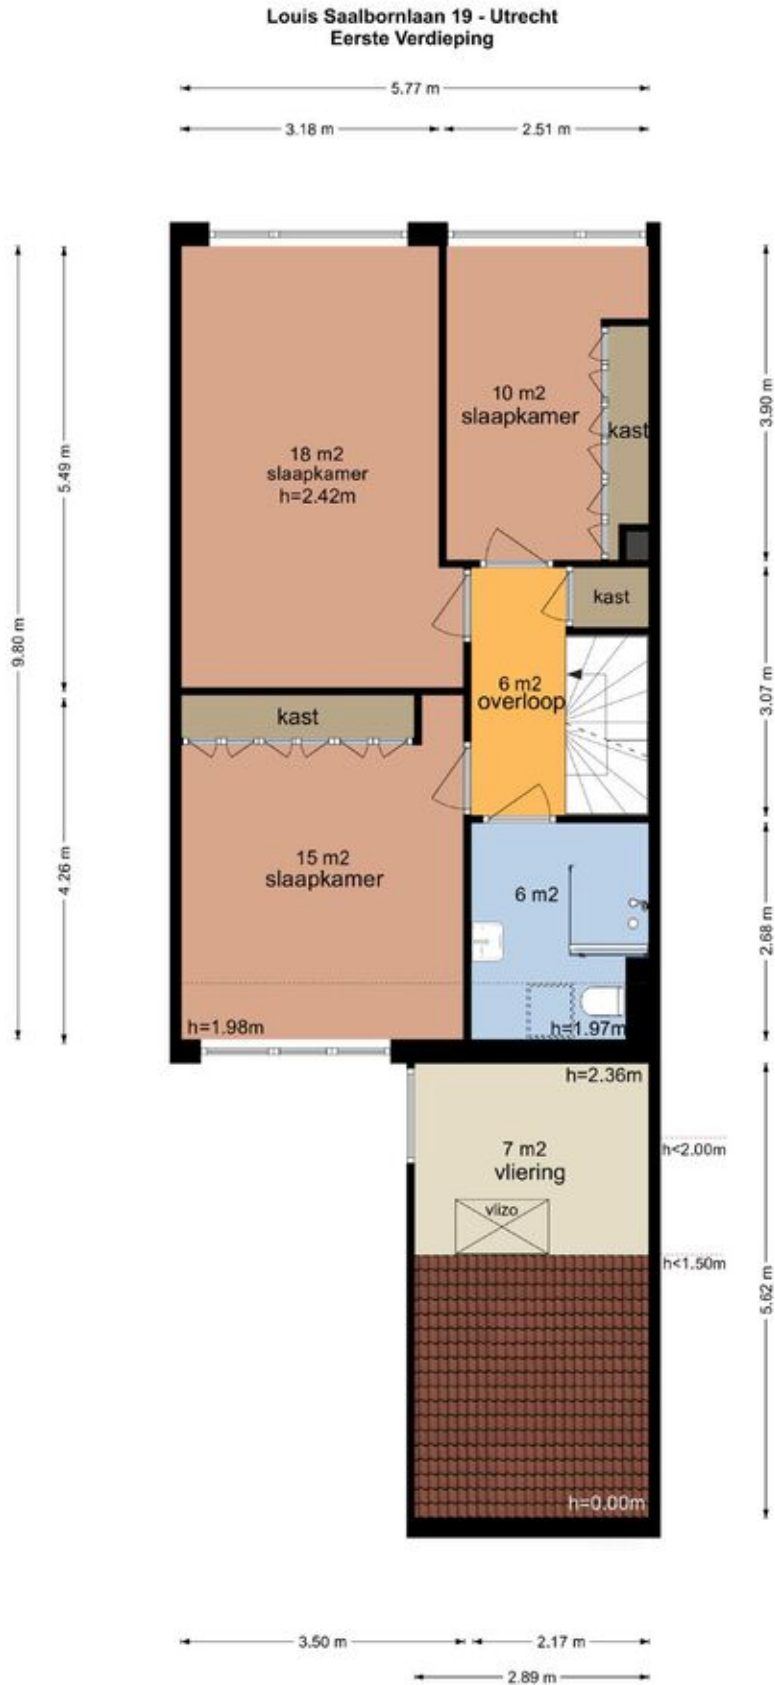 Louis Saalbornlaan 19 - Utrecht
Eerste Verdieping
5.77 m
3.18 m
2.51 m
10 m2
slaapkamer
kast
3.90 m
18 m2
slaapkamer
h=2.42m
5.49 m
9.80 m
kast
3.07 m
6 m2
overloop
kast
15 m2
slaapkamer
4.26 m
6 m2
2.68 m
h=1.98m
h=1.97m
h=2.36m
7 m2
vliering
h<2.00m
vlizo
h<1.50m
5.62 m
h=0.00m
3.50 m
2.17 m
2.89 m